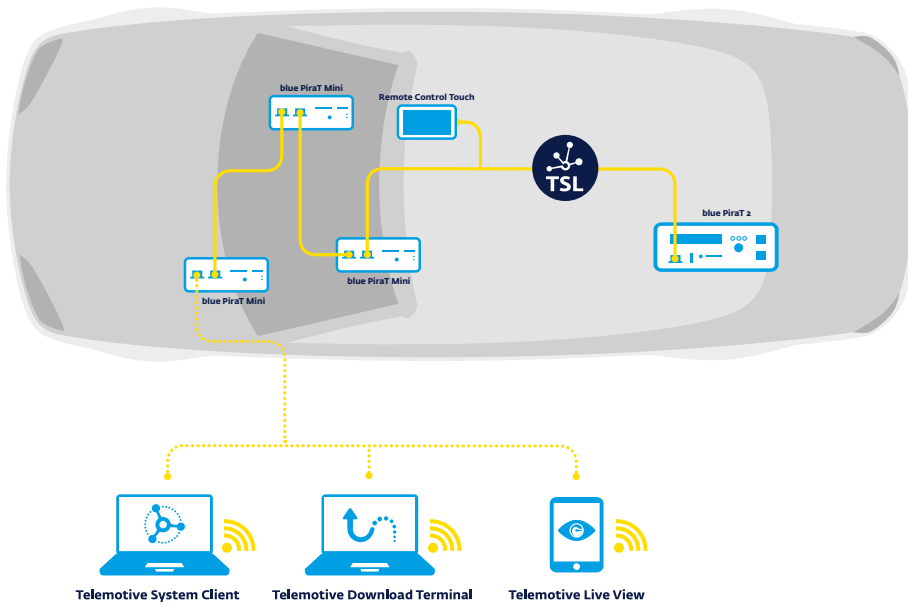 blue PiraT Mini
Remote Control Touch
TSL
blue PiraT 2
blue PiraT Mini
blue PiraT Mini
Telemotive System Client
Telemotive Download Terminal
Telemotive Live View